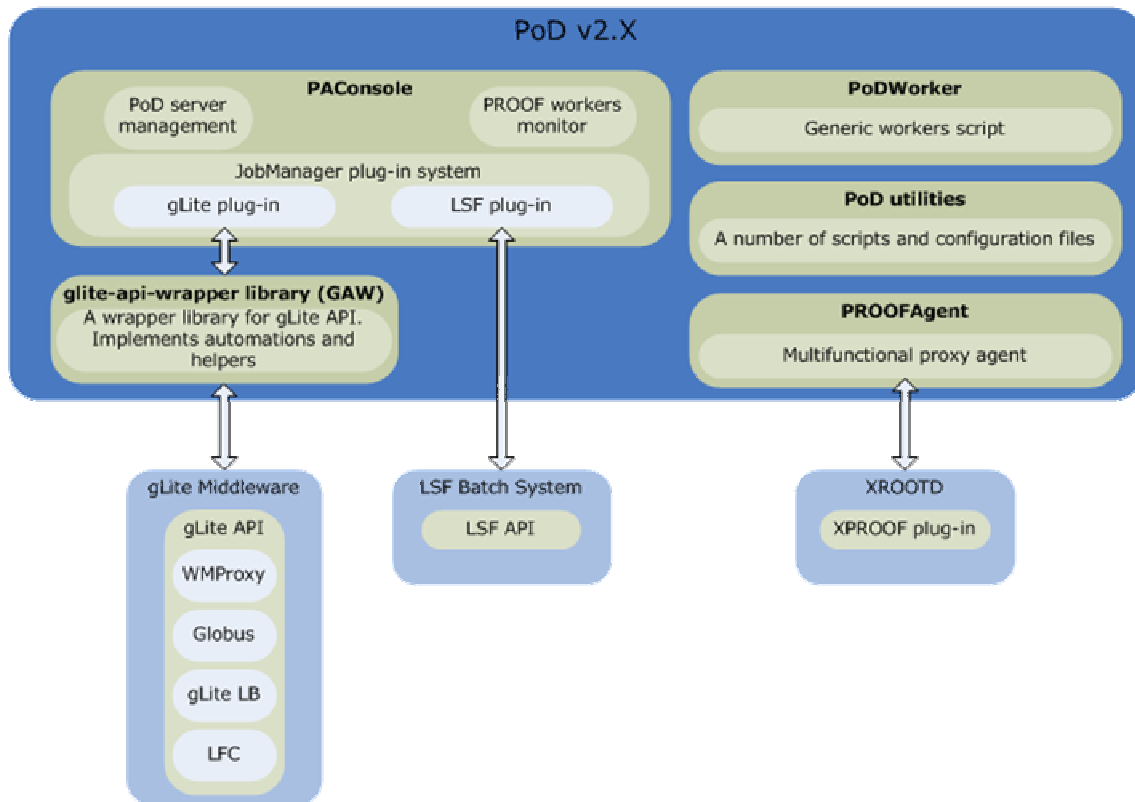 PoD v2.X
PAConsole
PoD server
management
PROOF workers
monitor
JobManager plug-in system
gLite plug-in
LSF plug-in
glite-api-wrapper library (GAW)
A wrapper library for gLite API.
Implements automations and
helpers
PoDWorker
Generic workers script
PoD utilities
A number of scripts and configuration files
PROOFAgent
Multifunctional proxy agent
gLite Middleware
gLite API
WMProxy
Globus
gLite LB
LFC
LSF Batch System
LSF API
XROOTD
XPROOF plug-in